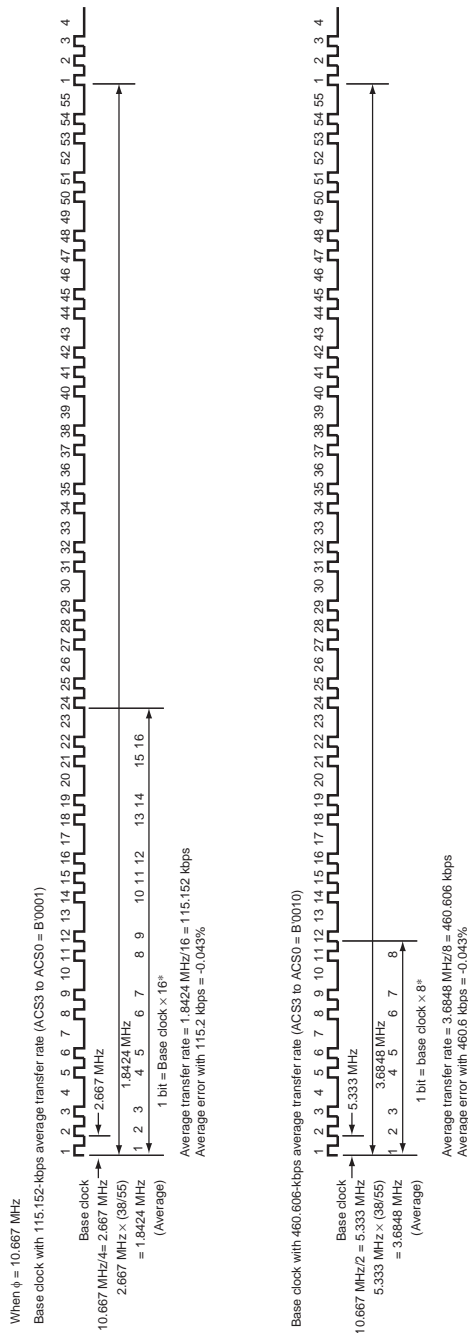 When ϕ = 10.667 MHz
Base clock with 115.152-kbps average transfer rate (ACS3 to ACS0 = B'0001)
1 2 3 4 5 6 7 8 9 10 11 12 13 14 15 16 17 18 19 20 21 22 23 24 25 26 27 28 29 30 31 32 33 34 35 36 37 38 39 40 41 42 43 44 45 46 47 48 49 50 51 52 53 54 55 1 2 3 4
Base clock
10.667 MHz/4= 2.667 MHz
2.667 MHz
2.667 MHz × (38/55)
= 1.8424 MHz
(Average)
1.8424 MHz
1 2 3 4 5 6 7 8 9 10 11 12 13 14 15 16
1 bit = Base clock × 16*
Average transfer rate = 1.8424 MHz/16 = 115.152 kbps
Average error with 115.2 kbps = -0.043%
Base clock with 460.606-kbps average transfer rate (ACS3 to ACS0 = B'0010)
1 2 3 4 5 6 7 8 9 10 11 12 13 14 15 16 17 18 19 20 21 22 23 24 25 26 27 28 29 30 31 32 33 34 35 36 37 38 39 40 41 42 43 44 45 46 47 48 49 50 51 52 53 54 55 1 2 3 4
Base clock
10.667 MHz/2 = 5.333 MHz
5.333 MHz
5.333 MHz × (38/55)
= 3.6848 MHz
(Average)
3.6848 MHz
1 2 3 4 5 6 7 8
1 bit = base clock × 8*
Average transfer rate = 3.6848 MHz/8 = 460.606 kbps
Average error with 460.6 kbps = -0.043%